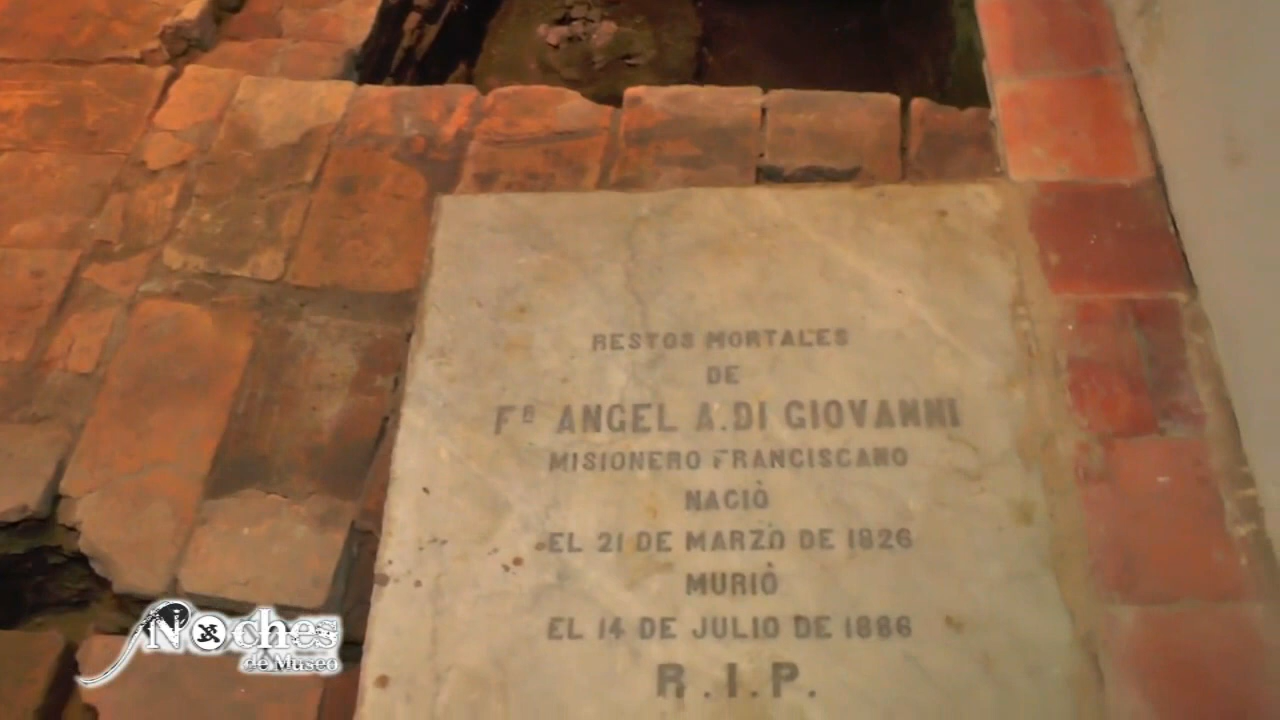 RESTOS MORTALES
DE
Fº ANGEL A. DI GIOVANNI
MISIONERO FRANCISCANO
NACIÒ
EL 21 DE MARZO DE 1826
MURIÒ
EL 14 DE JULIO DE 1886
R.I.P.
Noches
de Museo